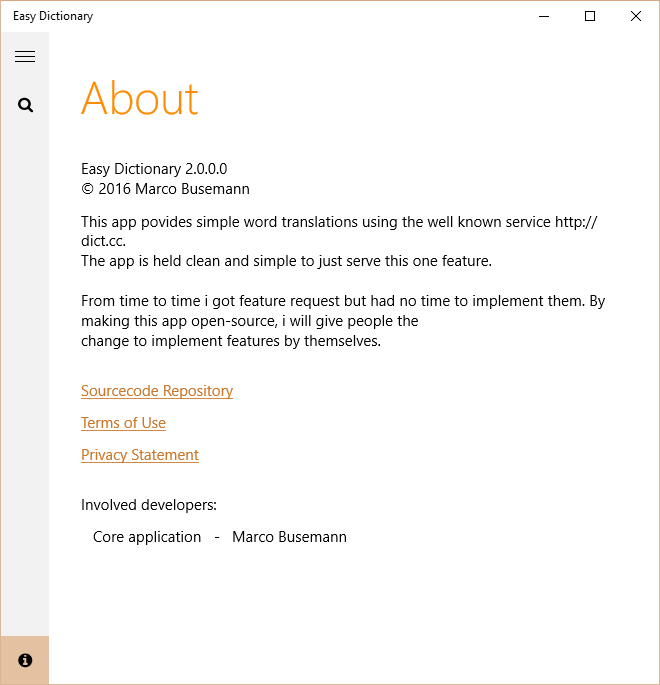 Easy Dictionary
About
Easy Dictionary 2.0.0.0
© 2016 Marco Busemann
This app povides simple word translations using the well known service http://
dict.cc.
The app is held clean and simple to just serve this one feature.
From time to time i got feature request but had no time to implement them. By
making this app open-source, i will give people the
change to implement features by themselves.
Sourcecode Repository
Terms of Use
Privacy Statement
Involved developers:
Core application - Marco Busemann